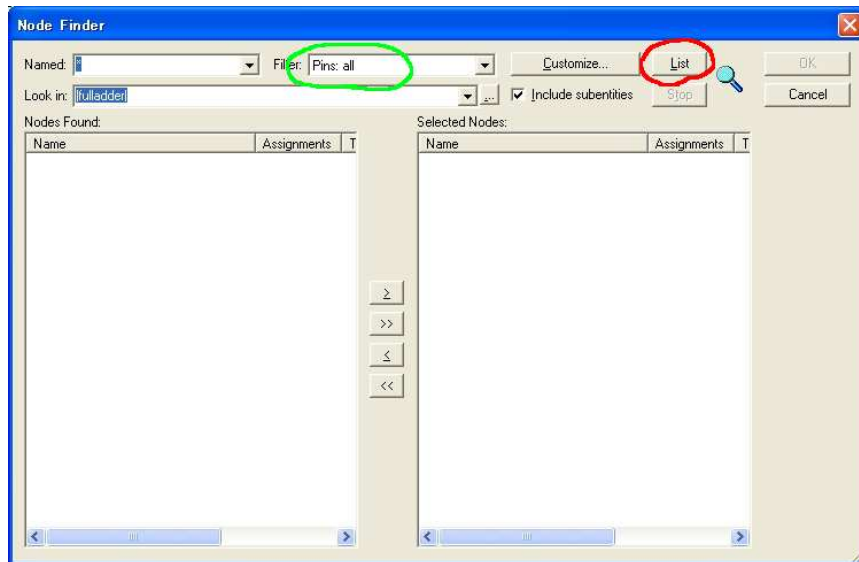 Node Finder
Named: * Filter: Pins: all Customize... List OK
Look in: |fulladder| ... Include subentities Stop Cancel
Nodes Found: Selected Nodes:
Name Assignments T Name Assignments T
≥
>>
≤
<<